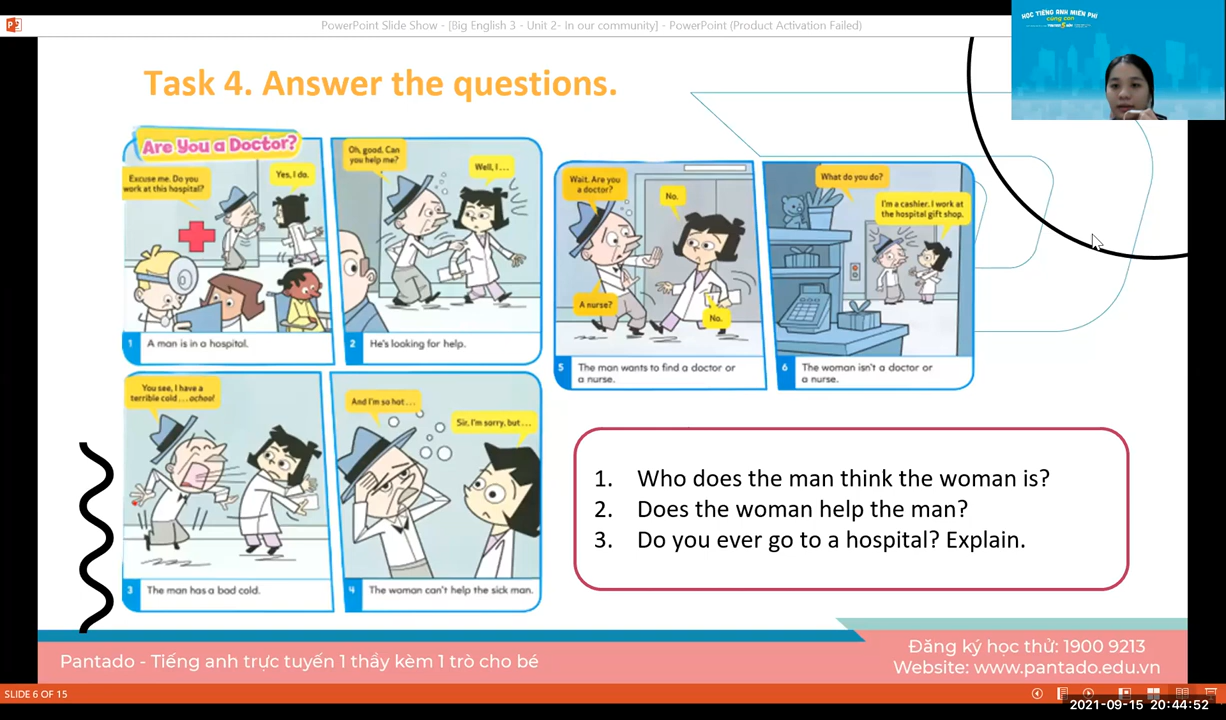 PowerPoint Slide Show - [Big English 3 - Unit 2- In our community] - PowerPoint (Product Activation Failed)
HỌC TIẾNG ANH MIỄN PHÍ
cùng con
Task 4. Answer the questions.
Are You a Doctor?
Excuse me. Do you
work at this hospital?
Yes, I do.
1 A man is in a hospital.
Oh, good. Can
you help me?
Well, I ...
2 He's looking for help.
You see, I have a
terrible cold ... achoo!
3 The man has a bad cold.
And I'm so hot ...
Sir, I'm sorry, but ...
4 The woman can't help the sick man.
Wait. Are you
a doctor?
No.
A nurse?
No.
5 The man wants to find a doctor or
a nurse.
What do you do?
I'm a cashier. I work at
the hospital gift shop.
6 The woman isn't a doctor or
a nurse.
1. Who does the man think the woman is?
2. Does the woman help the man?
3. Do you ever go to a hospital? Explain.
Pantado - Tiếng anh trực tuyến 1 thầy kèm 1 trò cho bé
Đăng ký học thử: 1900 9213
Website: www.pantado.edu.vn
SLIDE 6 OF 15
2021-09-15 20:44:52